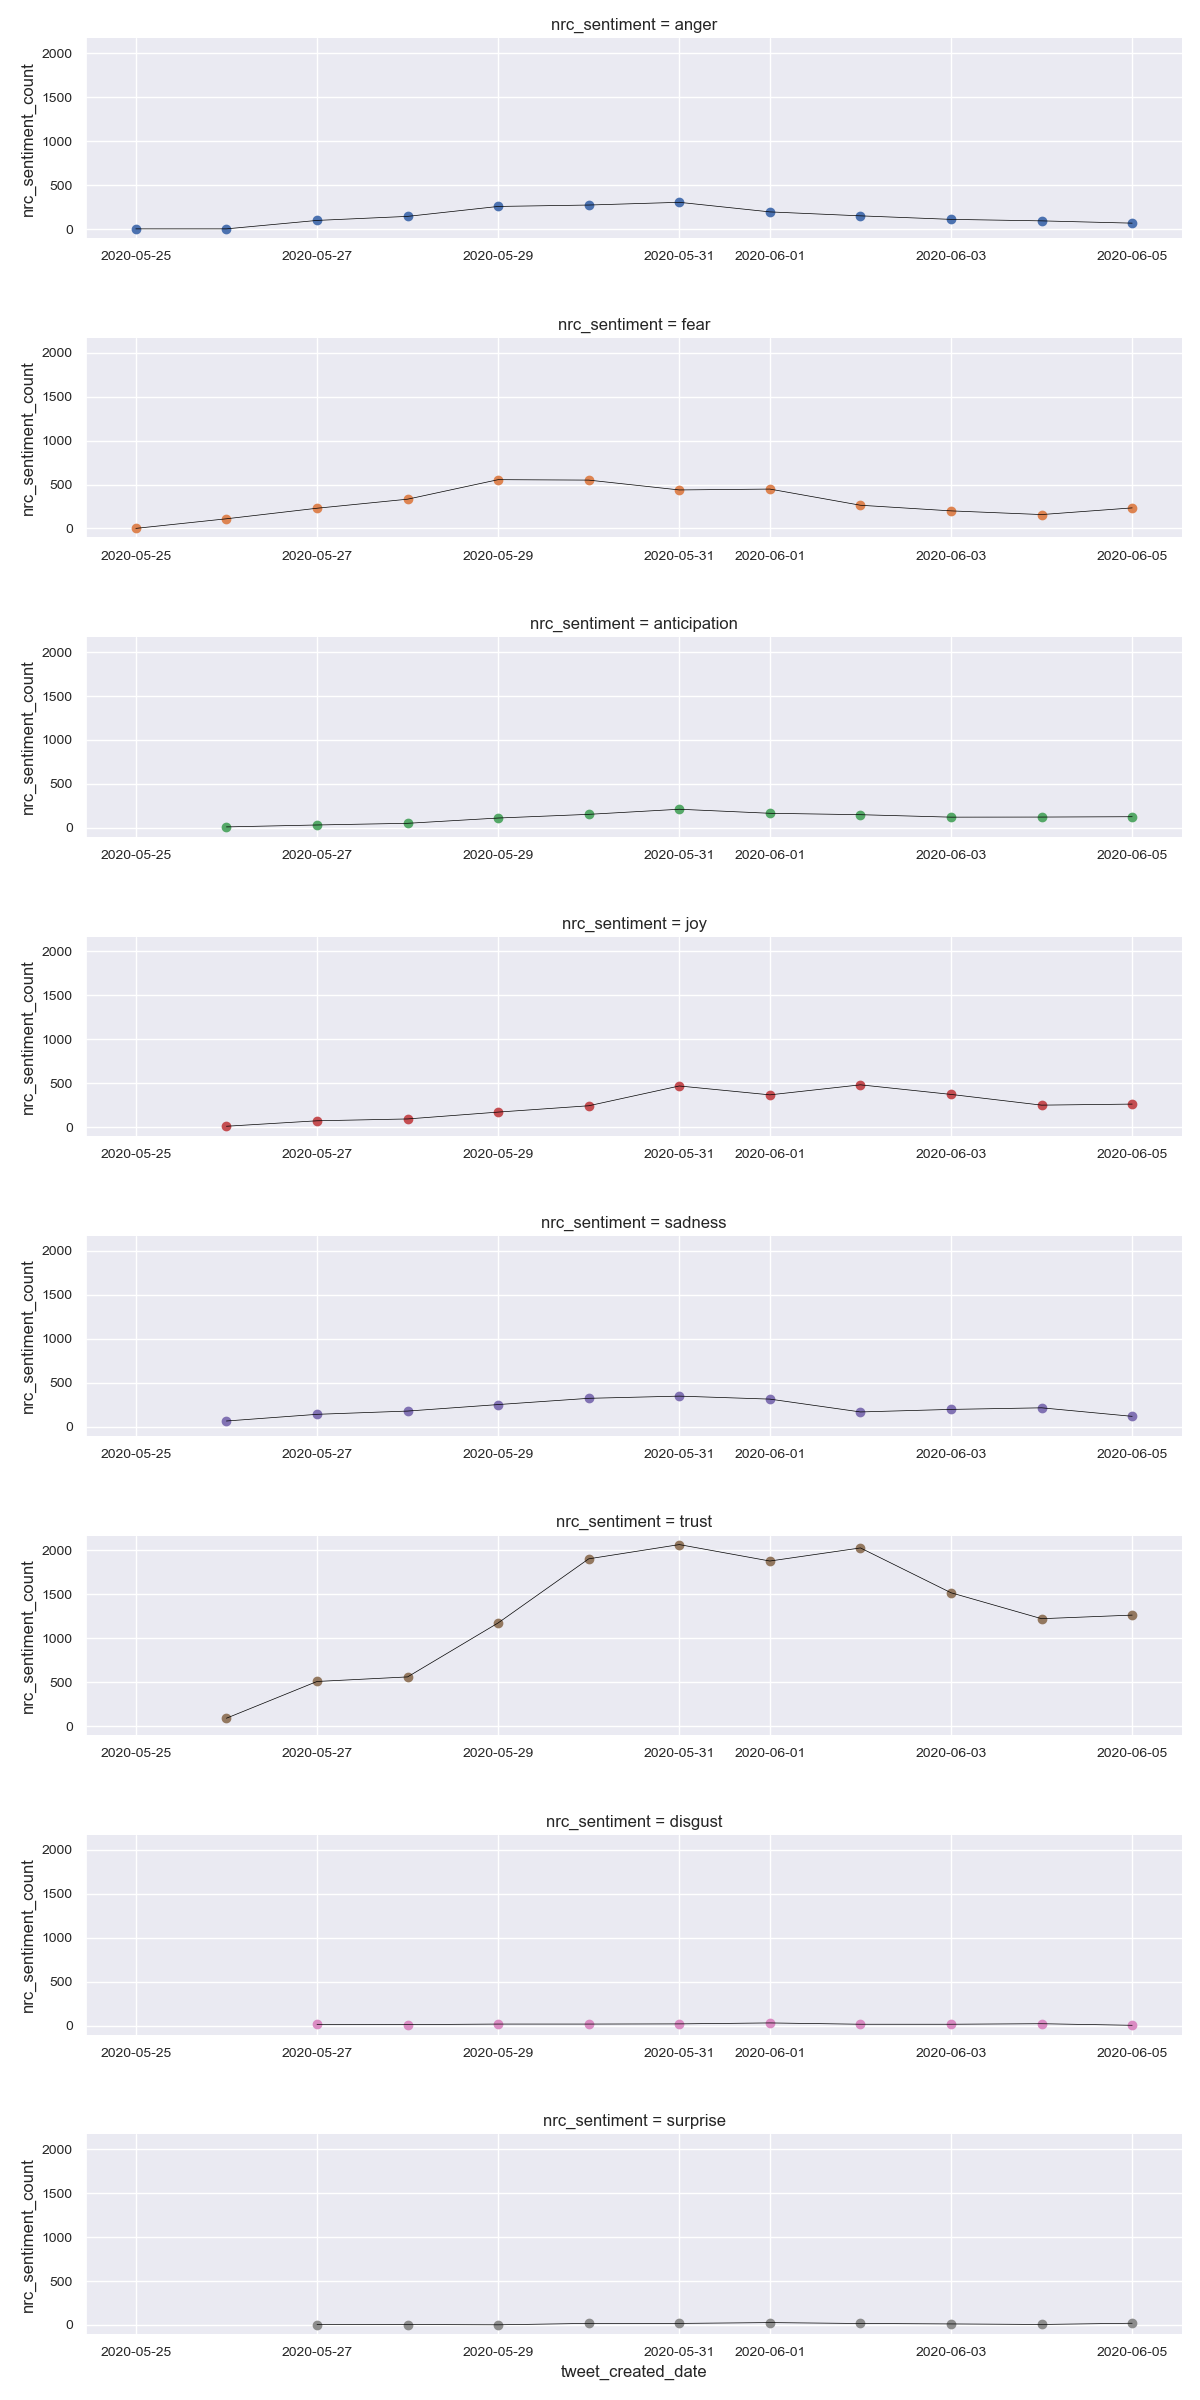 nrc_sentiment = anger
nrc_sentiment_count
2000
1500
1000
500
0
2020-05-25 2020-05-27 2020-05-29 2020-05-31 2020-06-01 2020-06-03 2020-06-05
nrc_sentiment = fear
nrc_sentiment_count
2000
1500
1000
500
0
2020-05-25 2020-05-27 2020-05-29 2020-05-31 2020-06-01 2020-06-03 2020-06-05
nrc_sentiment = anticipation
nrc_sentiment_count
2000
1500
1000
500
0
2020-05-25 2020-05-27 2020-05-29 2020-05-31 2020-06-01 2020-06-03 2020-06-05
nrc_sentiment = joy
nrc_sentiment_count
2000
1500
1000
500
0
2020-05-25 2020-05-27 2020-05-29 2020-05-31 2020-06-01 2020-06-03 2020-06-05
nrc_sentiment = sadness
nrc_sentiment_count
2000
1500
1000
500
0
2020-05-25 2020-05-27 2020-05-29 2020-05-31 2020-06-01 2020-06-03 2020-06-05
nrc_sentiment = trust
nrc_sentiment_count
2000
1500
1000
500
0
2020-05-25 2020-05-27 2020-05-29 2020-05-31 2020-06-01 2020-06-03 2020-06-05
nrc_sentiment = disgust
nrc_sentiment_count
2000
1500
1000
500
0
2020-05-25 2020-05-27 2020-05-29 2020-05-31 2020-06-01 2020-06-03 2020-06-05
nrc_sentiment = surprise
nrc_sentiment_count
2000
1500
1000
500
0
2020-05-25 2020-05-27 2020-05-29 2020-05-31 2020-06-01 2020-06-03 2020-06-05
tweet_created_date